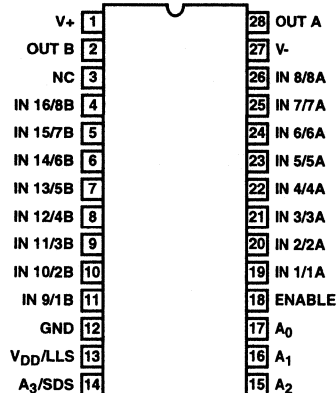 V+ 1 28 OUT A
OUT B 2 27 V-
NC 3 26 IN 8/8A
IN 16/8B 4 25 IN 7/7A
IN 15/7B 5 24 IN 6/6A
IN 14/6B 6 23 IN 5/5A
IN 13/5B 7 22 IN 4/4A
IN 12/4B 8 21 IN 3/3A
IN 11/3B 9 20 IN 2/2A
IN 10/2B 10 19 IN 1/1A
IN 9/1B 11 18 ENABLE
GND 12 17 A0
VDD/LLS 13 16 A1
A3/SDS 14 15 A2